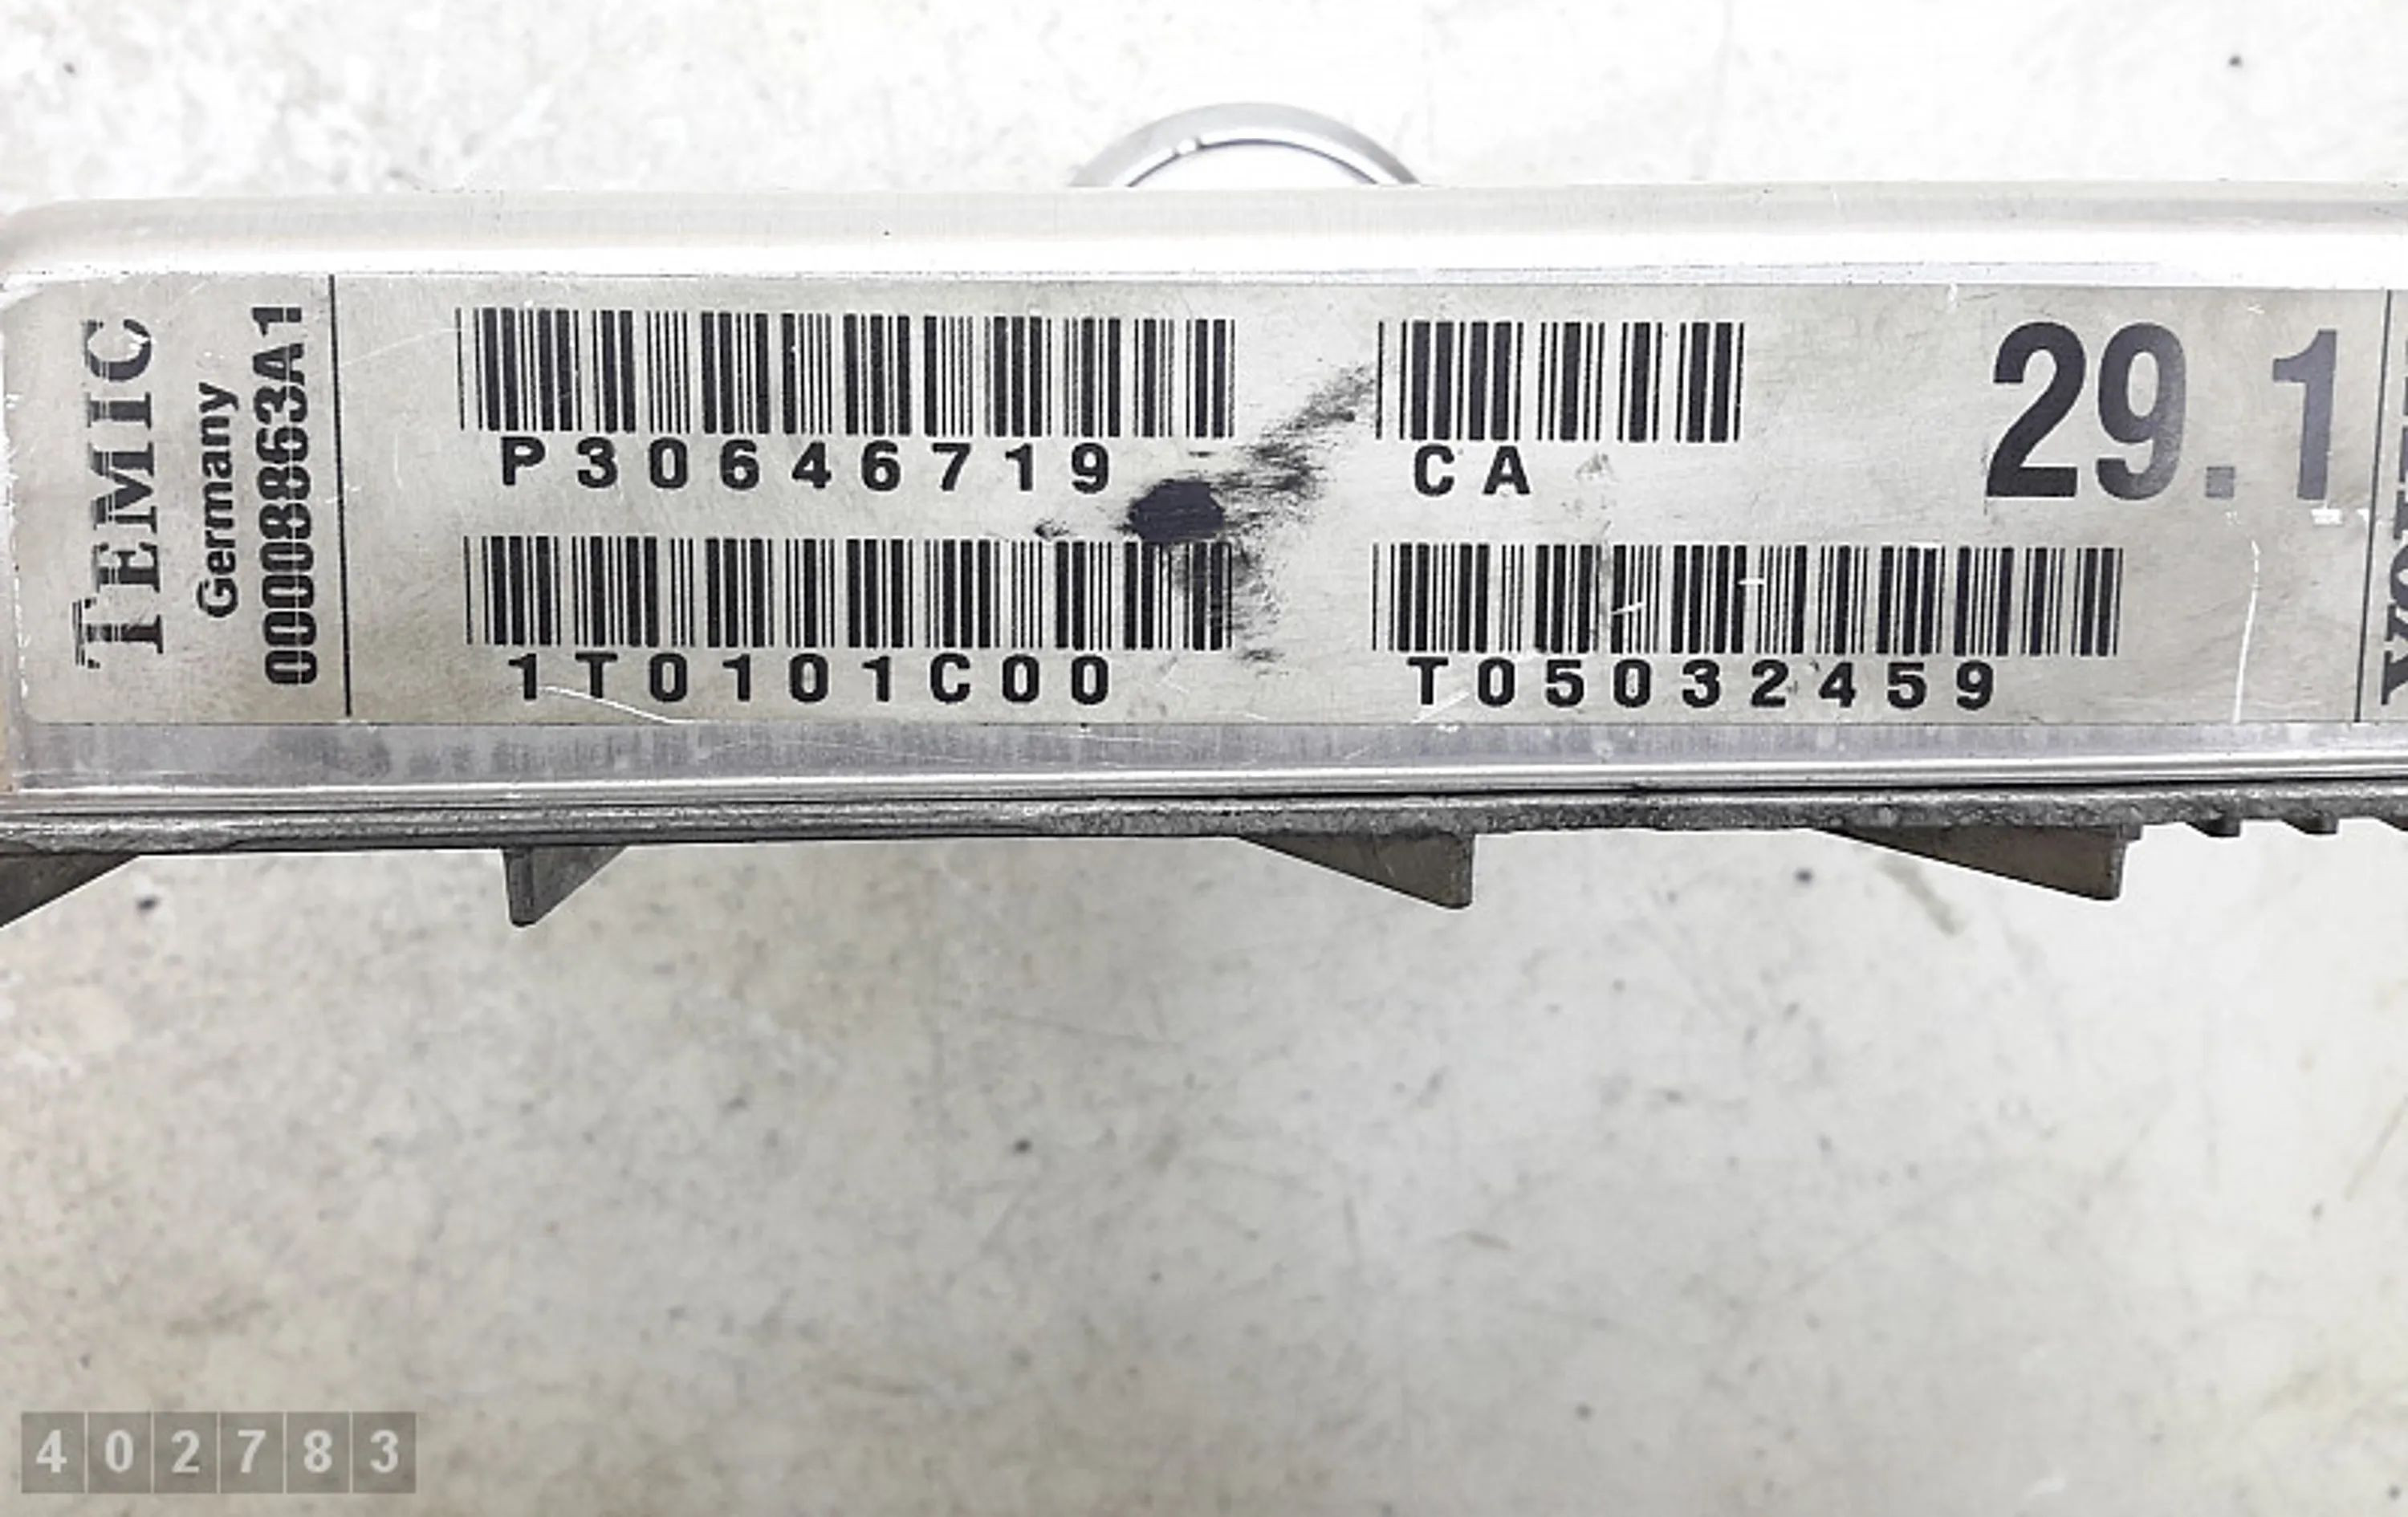 TEMIC
Germany
00008863A1
P30646719
CA
29.1
1T0101C00
T05032459
402783